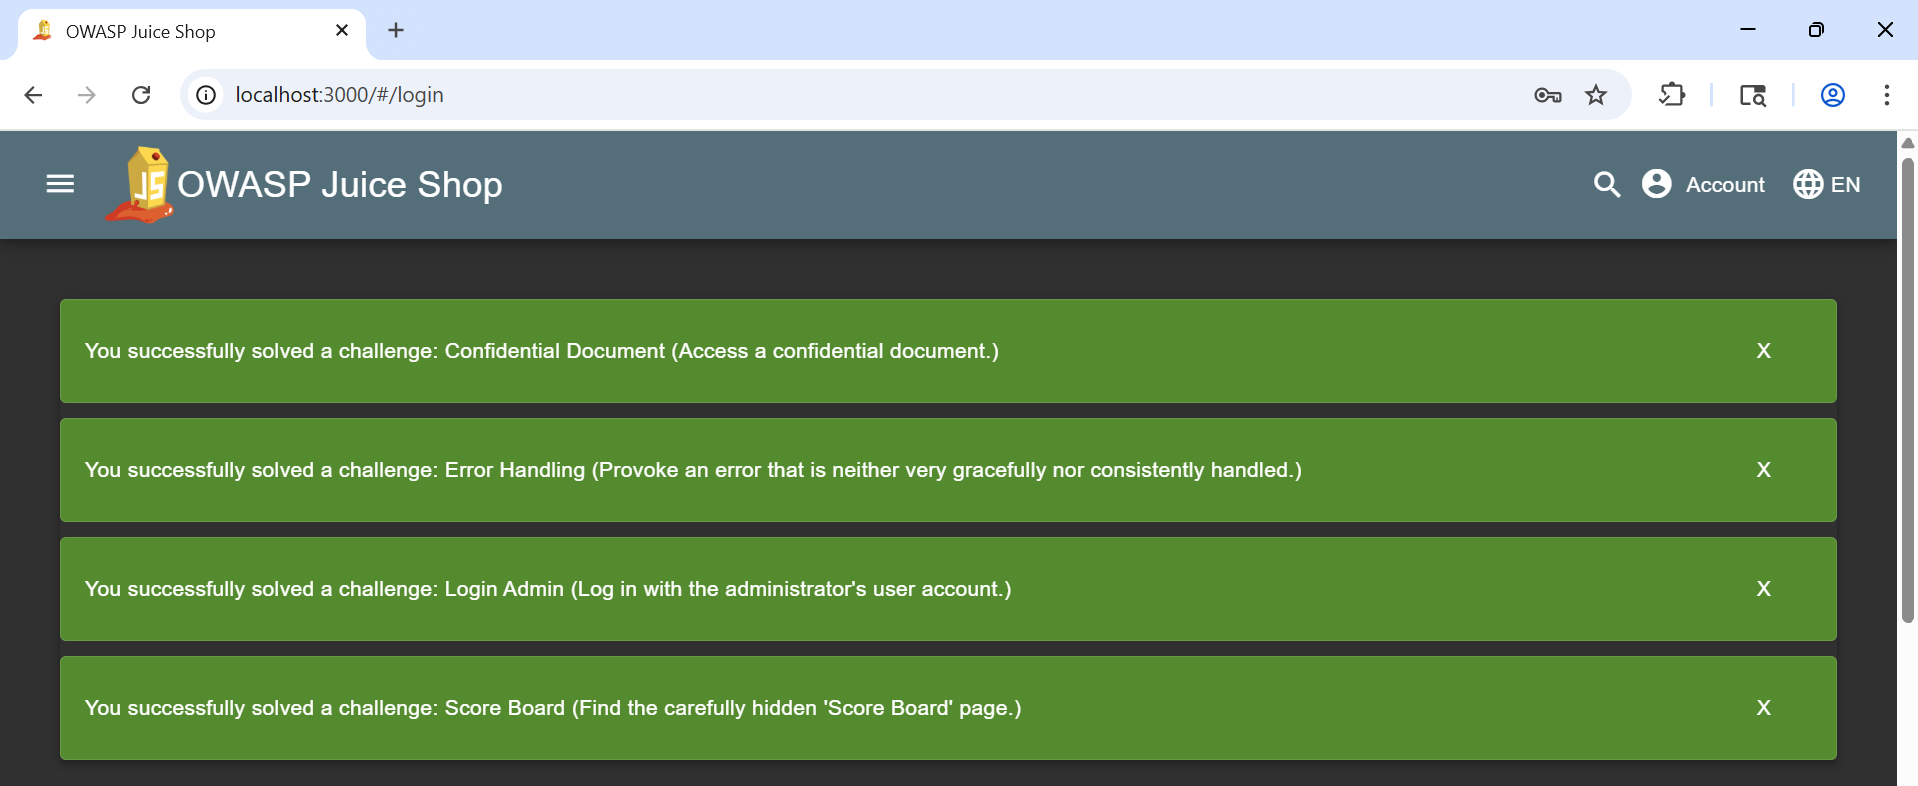 OWASP Juice Shop
localhost:3000/#/login
JS OWASP Juice Shop Account EN
You successfully solved a challenge: Confidential Document (Access a confidential document.) X
You successfully solved a challenge: Error Handling (Provoke an error that is neither very gracefully nor consistently handled.) X
You successfully solved a challenge: Login Admin (Log in with the administrator's user account.) X
You successfully solved a challenge: Score Board (Find the carefully hidden 'Score Board' page.) X